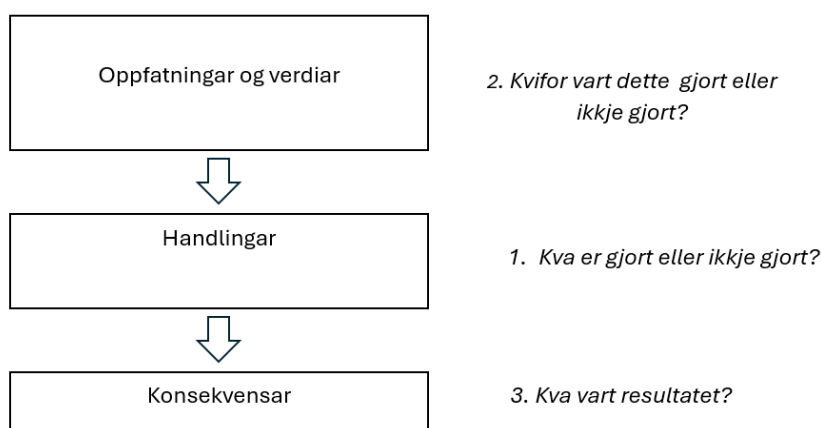 Oppfatningar og verdiar
2. Kvifor vart dette  gjort eller
ikkje gjort?
Handlingar
1.  Kva er gjort eller ikkje gjort?
Konsekvensar
3. Kva vart resultatet?